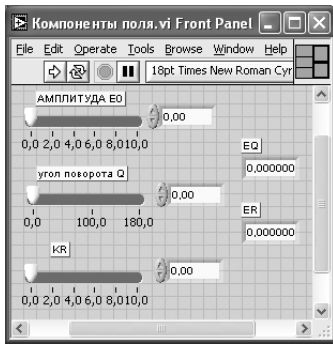 Компоненты поля.vi Front Panel
File Edit Operate Tools Browse Window Help
18pt Times New Roman Cyr
АМПЛИТУДА E0
0,00
0,0 2,0 4,0 6,0 8,0 10,0
EQ
0,000000
угол поворота Q
0,00
0,0 100,0 180,0
ER
0,000000
KR
0,00
0,0 2,0 4,0 6,0 8,0 10,0